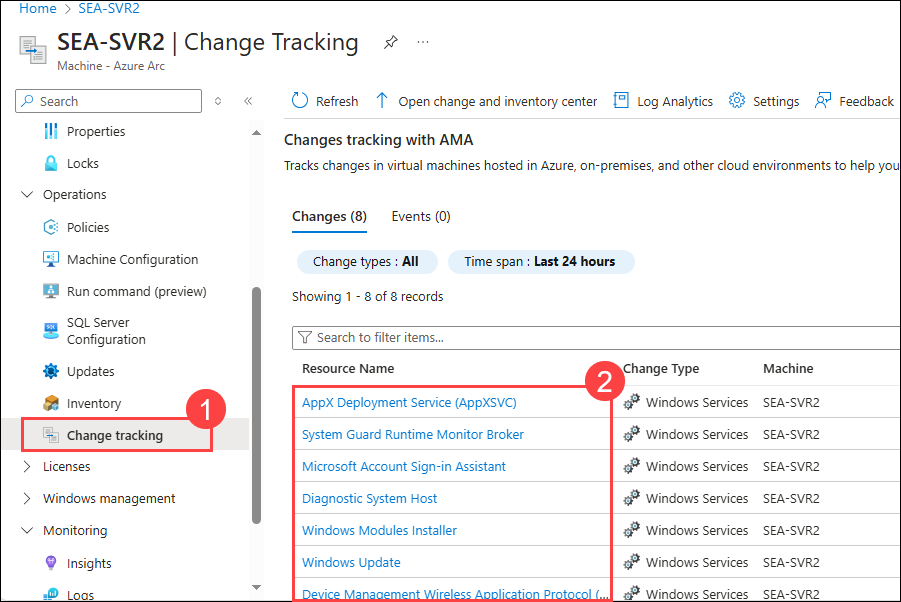 Home > SEA-SVR2
SEA-SVR2 | Change Tracking ...
Machine - Azure Arc
Search
Refresh Open change and inventory center Log Analytics Settings Feedback
Properties
Locks
Operations
Policies
Machine Configuration
Run command (preview)
SQL Server
Configuration
Updates
Inventory
1
Change tracking
Licenses
Windows management
Monitoring
Insights
Logs
Changes tracking with AMA
Tracks changes in virtual machines hosted in Azure, on-premises, and other cloud environments to help you
Changes (8) Events (0)
Change types : All Time span : Last 24 hours
Showing 1 - 8 of 8 records
Search to filter items...
Resource Name Change Type Machine
2
AppX Deployment Service (AppXSVC) Windows Services SEA-SVR2
System Guard Runtime Monitor Broker Windows Services SEA-SVR2
Microsoft Account Sign-in Assistant Windows Services SEA-SVR2
Diagnostic System Host Windows Services SEA-SVR2
Windows Modules Installer Windows Services SEA-SVR2
Windows Update Windows Services SEA-SVR2
Device Management Wireless Application Protocol (... Windows Services SEA-SVR2